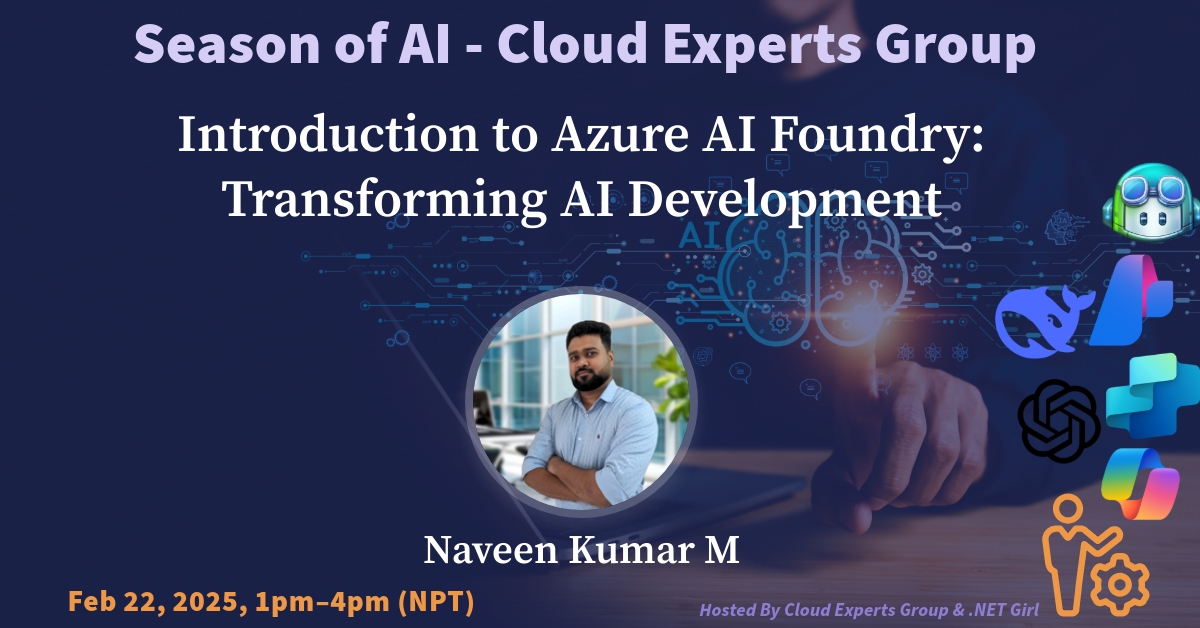 Season of AI - Cloud Experts Group
Introduction to Azure AI Foundry:
Transforming AI Development
AI
Naveen Kumar M
Feb 22, 2025, 1pm–4pm (NPT)
Hosted By Cloud Experts Group & .NET Girl